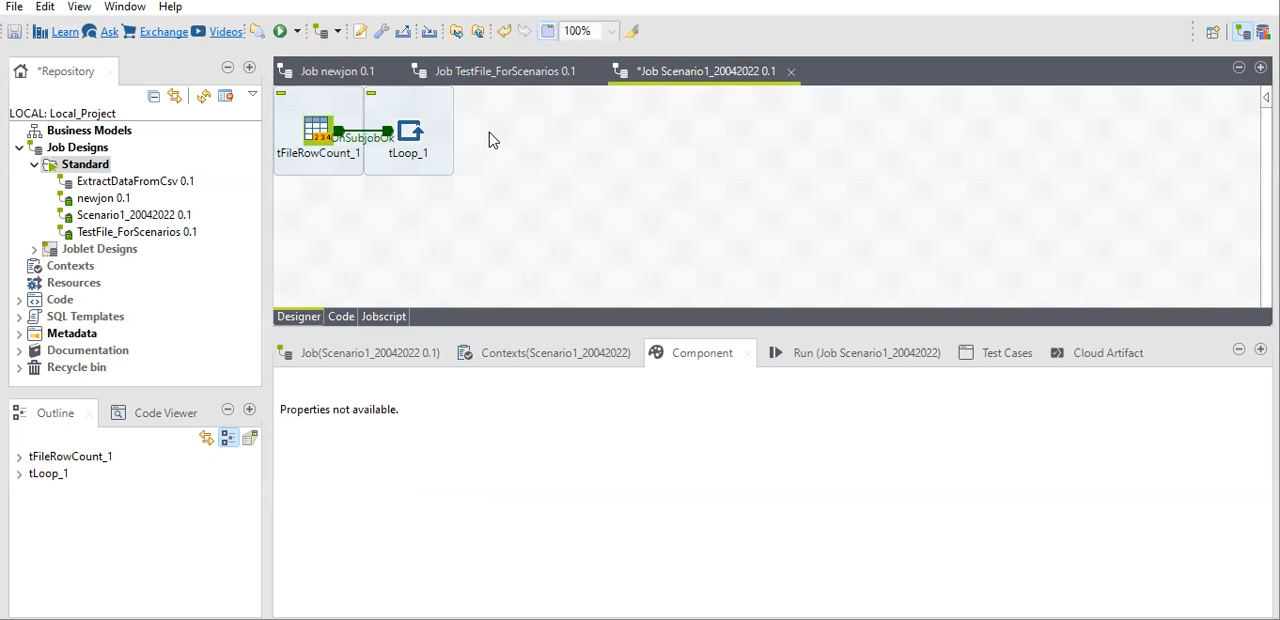 File Edit View Window Help
Learn Ask Exchange Videos 100%
*Repository
Job newjon 0.1 Job TestFile_ForScenarios 0.1 *Job Scenario1_20042022 0.1
LOCAL: Local_Project
Business Models
Job Designs
Standard
ExtractDataFromCsv 0.1
newjon 0.1
Scenario1_20042022 0.1
TestFile_ForScenarios 0.1
Joblet Designs
Contexts
Resources
Code
SQL Templates
Metadata
Documentation
Recycle bin
OnSubjobOk
tFileRowCount_1 tLoop_1
Designer Code Jobscript
Job(Scenario1_20042022 0.1) Contexts(Scenario1_20042022) Component Run (Job Scenario1_20042022) Test Cases Cloud Artifact
Properties not available.
Outline Code Viewer
tFileRowCount_1
tLoop_1